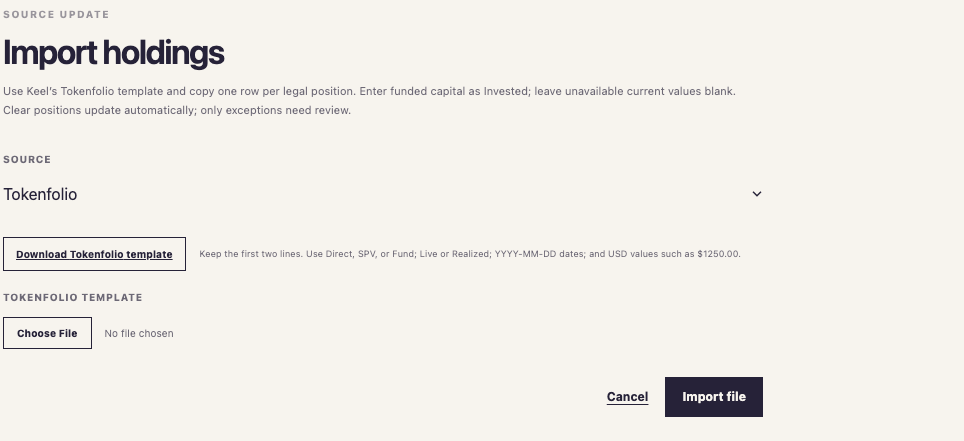 SOURCE UPDATE
Import holdings
Use Keel's Tokenfolio template and copy one row per legal position. Enter funded capital as Invested; leave unavailable current values blank.
Clear positions update automatically; only exceptions need review.
SOURCE
Tokenfolio
Download Tokenfolio template
Keep the first two lines. Use Direct, SPV, or Fund; Live or Realized; YYYY-MM-DD dates; and USD values such as $1250.00.
TOKENFOLIO TEMPLATE
Choose File
No file chosen
Cancel
Import file